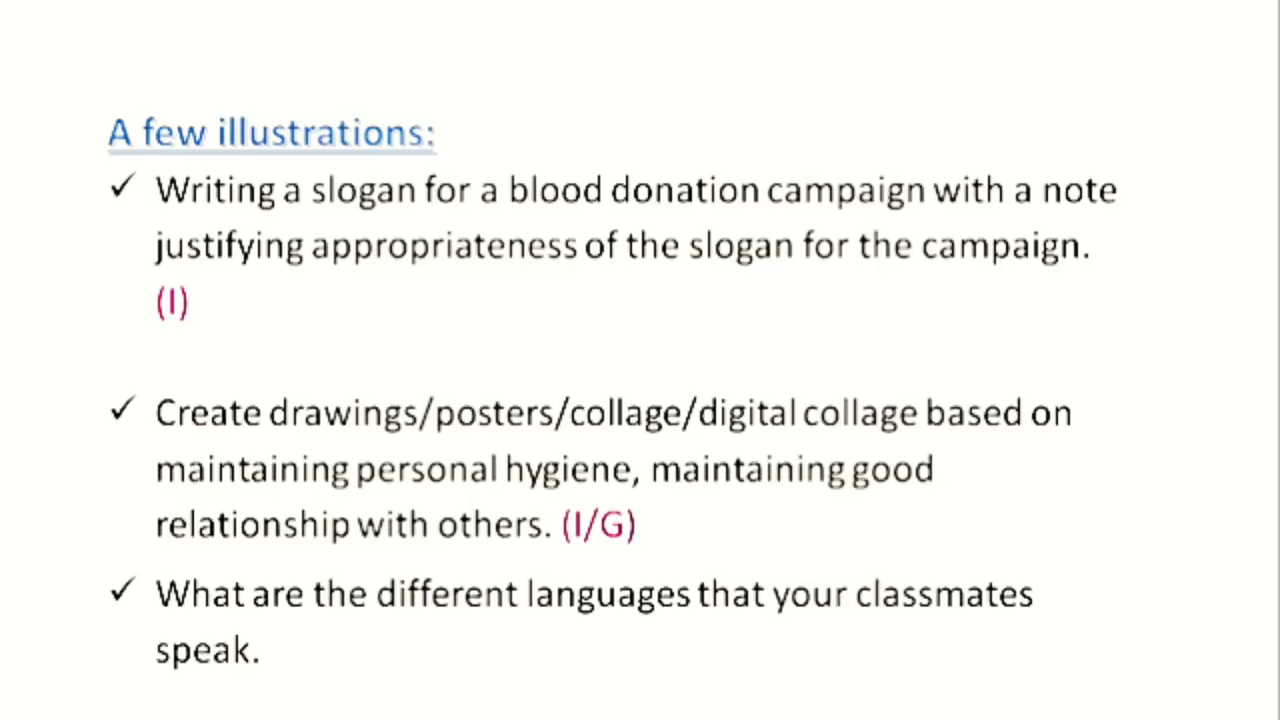 A few illustrations:
✓ Writing a slogan for a blood donation campaign with a note
justifying appropriateness of the slogan for the campaign.
(I)
✓ Create drawings/posters/collage/digital collage based on
maintaining personal hygiene, maintaining good
relationship with others. (I/G)
✓ What are the different languages that your classmates
speak.